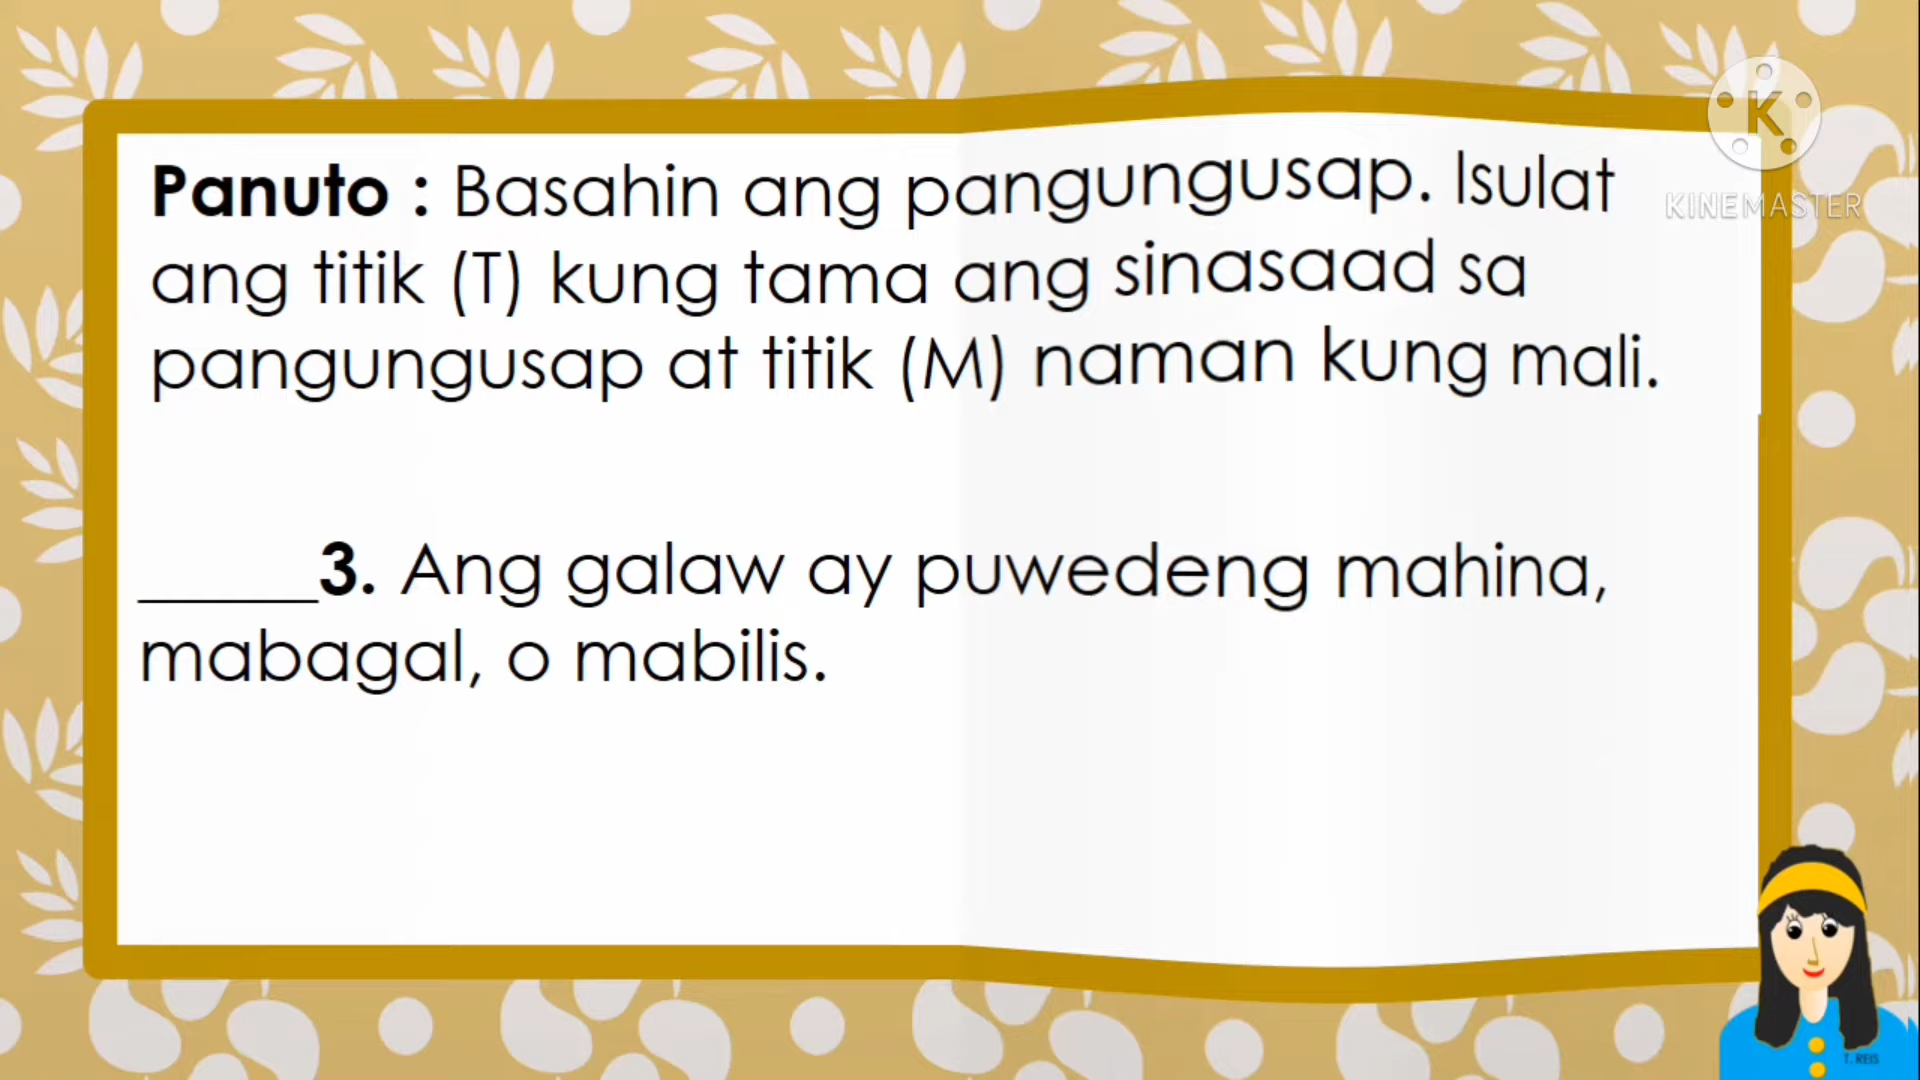 Panuto : Basahin ang pangungusap. Isulat
ang titik (T) kung tama ang sinasaad sa
pangungusap at titik (M) naman kung mali.
______3. Ang galaw ay puwedeng mahina,
mabagal, o mabilis.
K
KINEMASTER
T. REIS